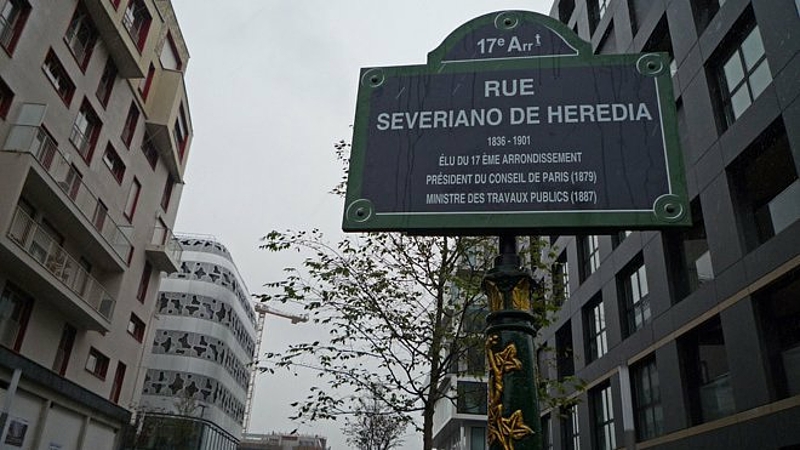 17e Arrt
RUE
SEVERIANO DE HEREDIA
1836 - 1901
ÉLU DU 17 ÈME ARRONDISSEMENT
PRÉSIDENT DU CONSEIL DE PARIS (1879)
MINISTRE DES TRAVAUX PUBLICS (1887)